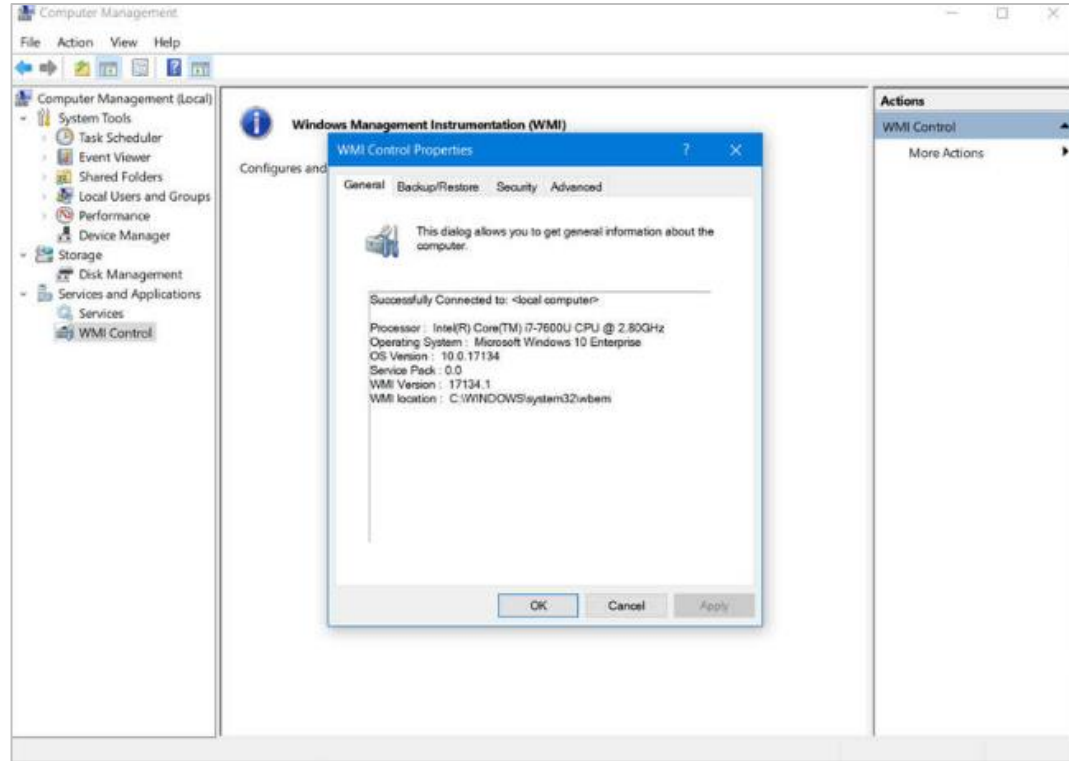 Computer Management
File Action View Help
Computer Management (Local)
System Tools
Task Scheduler
Event Viewer
Shared Folders
Local Users and Groups
Performance
Device Manager
Storage
Disk Management
Services and Applications
Services
WMI Control
Windows Management Instrumentation (WMI)
Configures and
WMI Control Properties
General Backup/Restore Security Advanced
This dialog allows you to get general information about the
computer.
Successfully Connected to: <local computer>
Processor : Intel(R) Core(TM) i7-7600U CPU @ 2.80GHz
Operating System : Microsoft Windows 10 Enterprise
OS Version : 10.0.17134
Service Pack : 0.0
WMI Version : 17134.1
WMI location : C:\WINDOWS\system32\wbem
OK Cancel Apply
Actions
WMI Control
More Actions